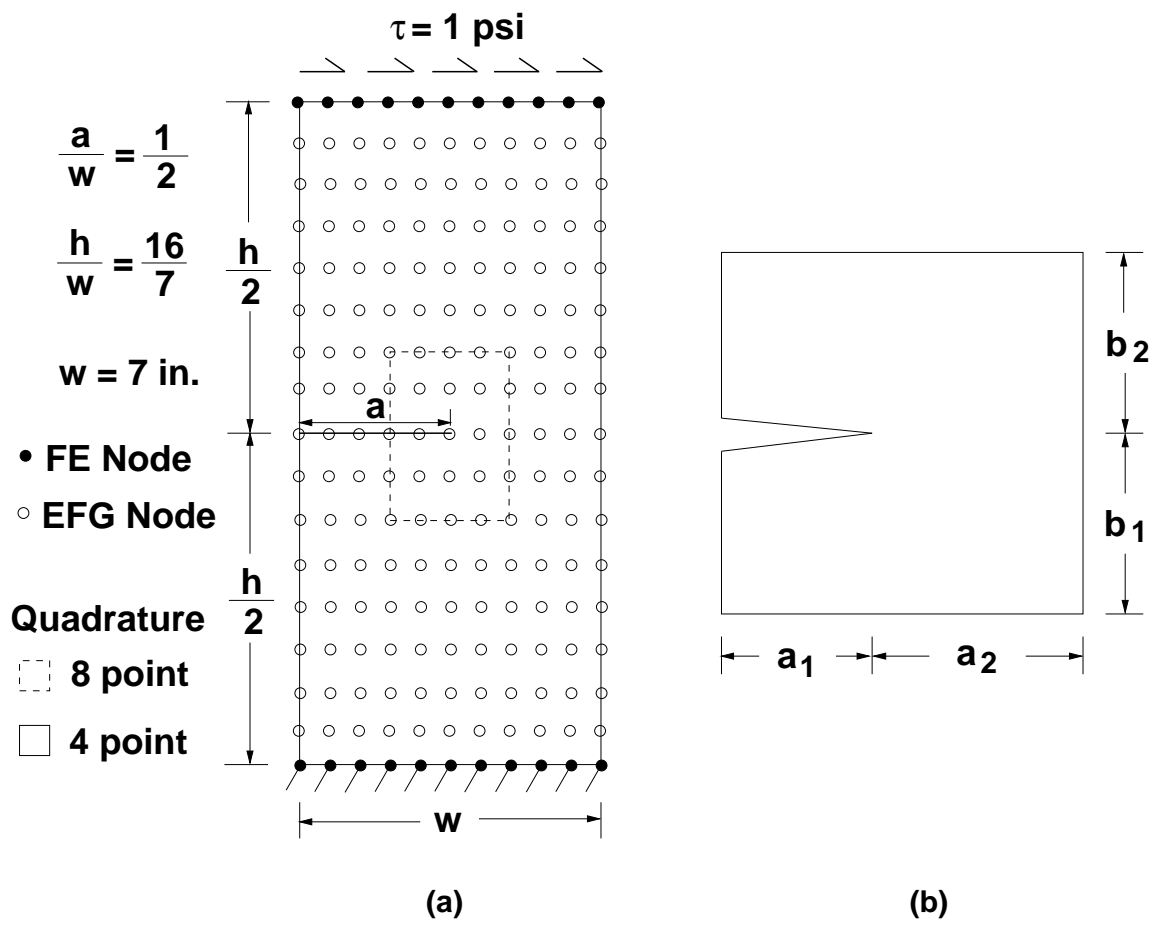 τ = 1 psi
a/w = 1/2
h/w = 16/7
w = 7 in.
FE Node
EFG Node
Quadrature
8 point
4 point
h/2
a
h/2
w
(a)
b2
b1
a1
a2
(b)